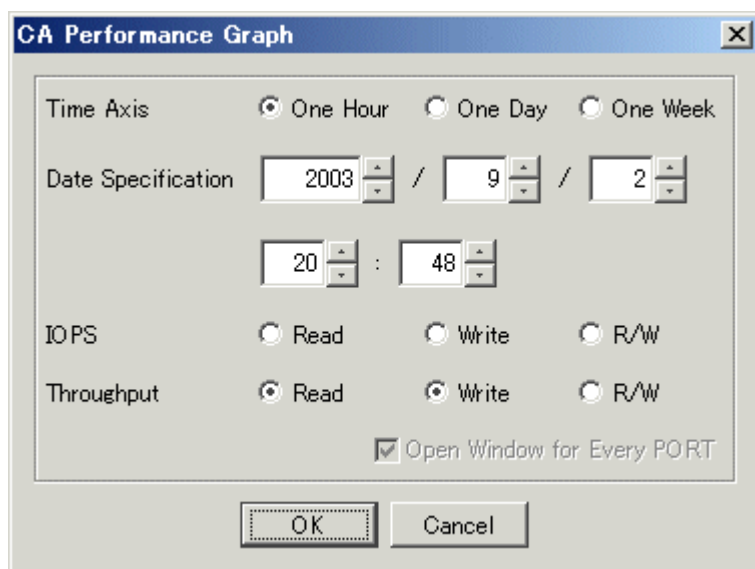 CA Performance Graph
Time Axis One Hour One Day One Week
Date Specification 2003 / 9 / 2
20 : 48
IOPS Read Write R/W
Throughput Read Write R/W
Open Window for Every PORT
OK Cancel